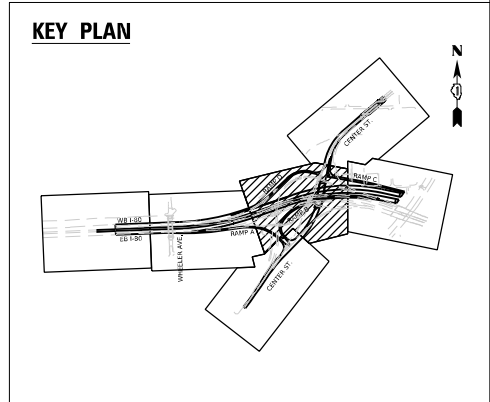 KEY PLAN
N
CENTER ST.
RAMP C
WB I-80
EB I-80
RAMP A
WHEELER AVE.
CENTER ST.